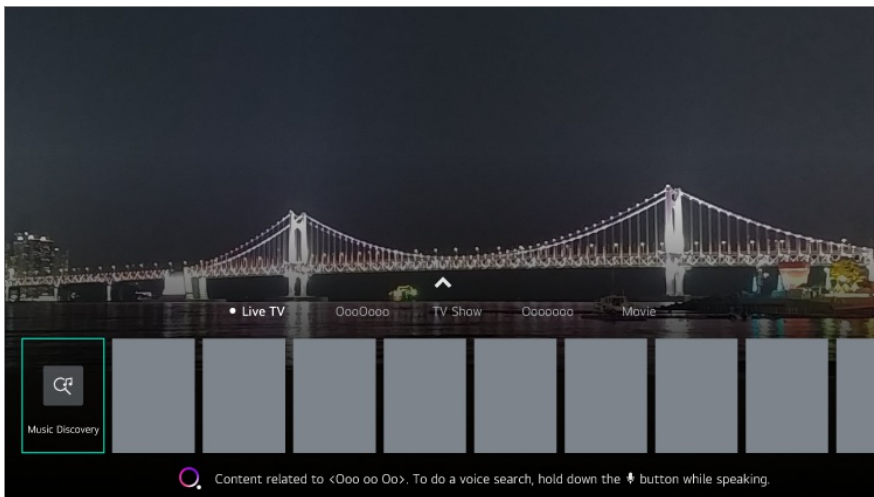 Live TV OooOooo TV Show Ooooooo Movie
Music Discovery
Content related to <Ooo oo Oo>. To do a voice search, hold down the button while speaking.